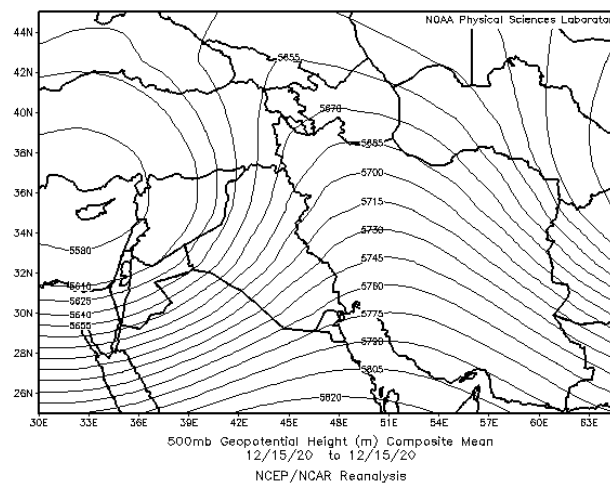 NOAA Physical Sciences Laborator
44N
42N
40N
38N
36N
34N
32N
30N
28N
26N
5655
5670
5685
5700
5715
5730
5745
5760
5775
5790
5805
5820
5580
5610
5625
5640
5655
30E 33E 36E 39E 42E 45E 48E 51E 54E 57E 60E 63E
500mb Geopotential Height (m) Composite Mean
12/15/20 to 12/15/20
NCEP/NCAR Reanalysis